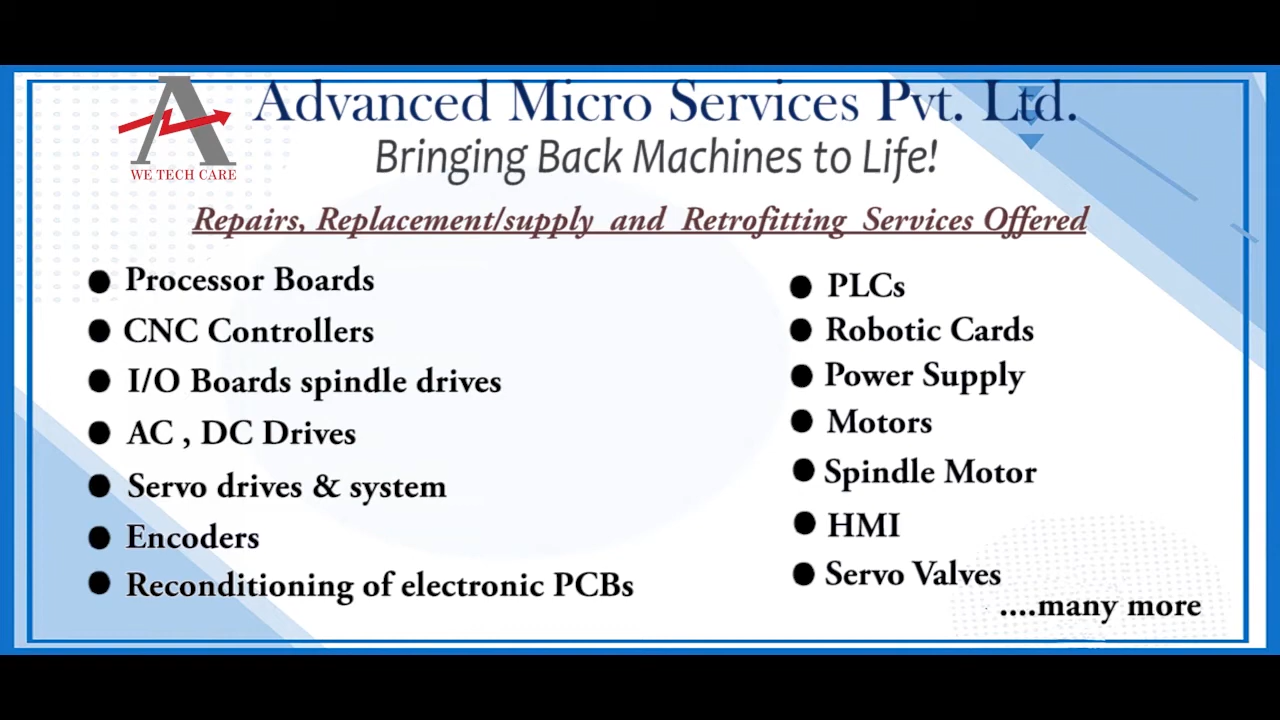 Advanced Micro Services Pvt. Ltd.
WE TECH CARE
Bringing Back Machines to Life!
Repairs, Replacement/supply and Retrofitting Services Offered
Processor Boards
CNC Controllers
I/O Boards spindle drives
AC , DC Drives
Servo drives & system
Encoders
Reconditioning of electronic PCBs
PLCs
Robotic Cards
Power Supply
Motors
Spindle Motor
HMI
Servo Valves
....many more